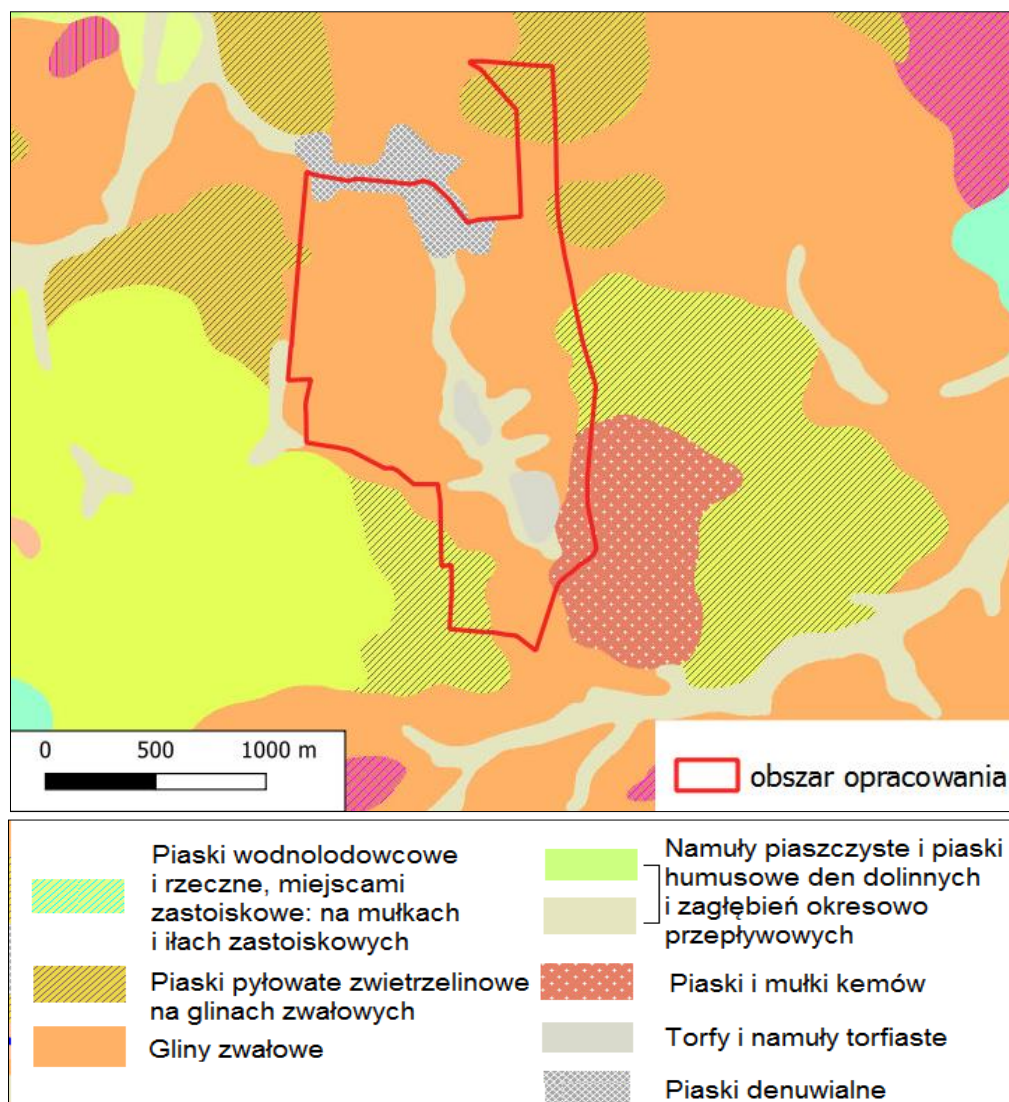 0 500 1000 m
obszar opracowania
Piaski wodnolodowcowe
i rzeczne, miejscami
zastoiskowe: na mułkach
i iłach zastoiskowych
Piaski pyłowate zwietrzelinowe
na glinach zwałowych
Gliny zwałowe
Namuły piaszczyste i piaski
humusowe den dolinnych
i zagłębień okresowo
przepływowych
Piaski i mułki kemów
Torfy i namuły torfiaste
Piaski denuwialne